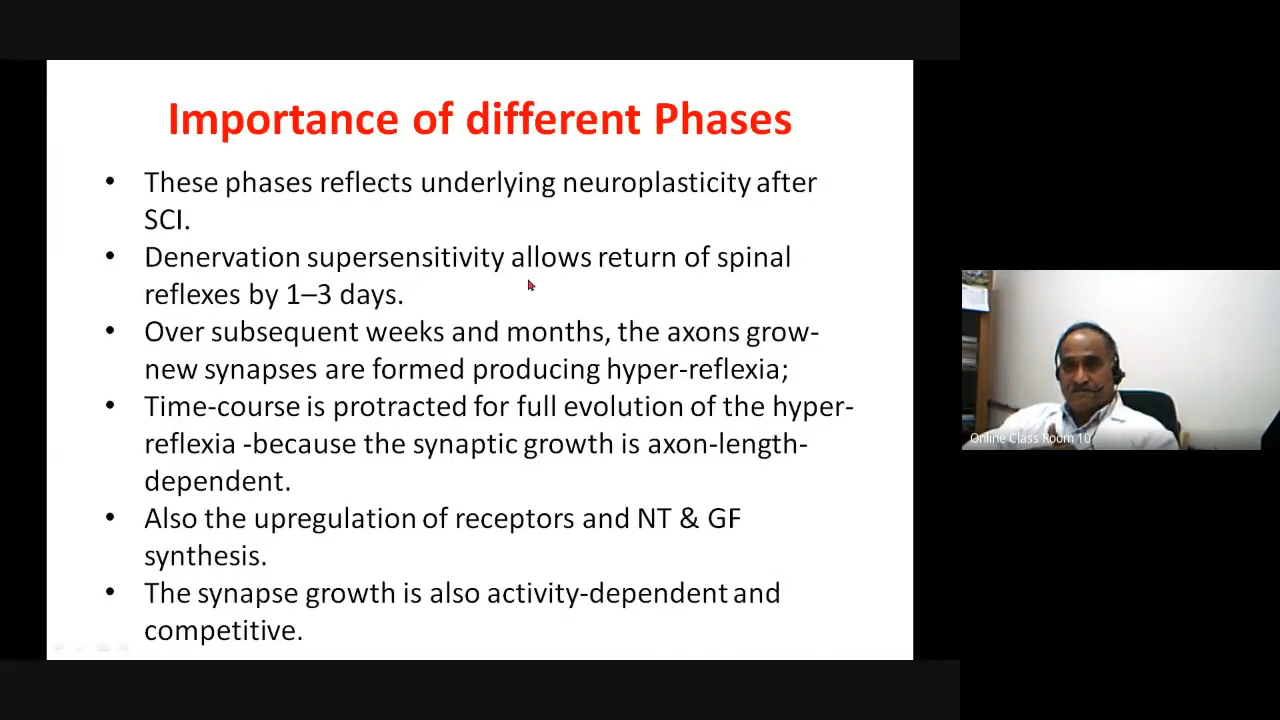 Importance of different Phases
• These phases reflects underlying neuroplasticity after
SCI.
• Denervation supersensitivity allows return of spinal
reflexes by 1–3 days.
• Over subsequent weeks and months, the axons grow-
new synapses are formed producing hyper-reflexia;
• Time-course is protracted for full evolution of the hyper-
reflexia -because the synaptic growth is axon-length-
dependent.
• Also the upregulation of receptors and NT & GF
synthesis.
• The synapse growth is also activity-dependent and
competitive.
Online Class Room 10